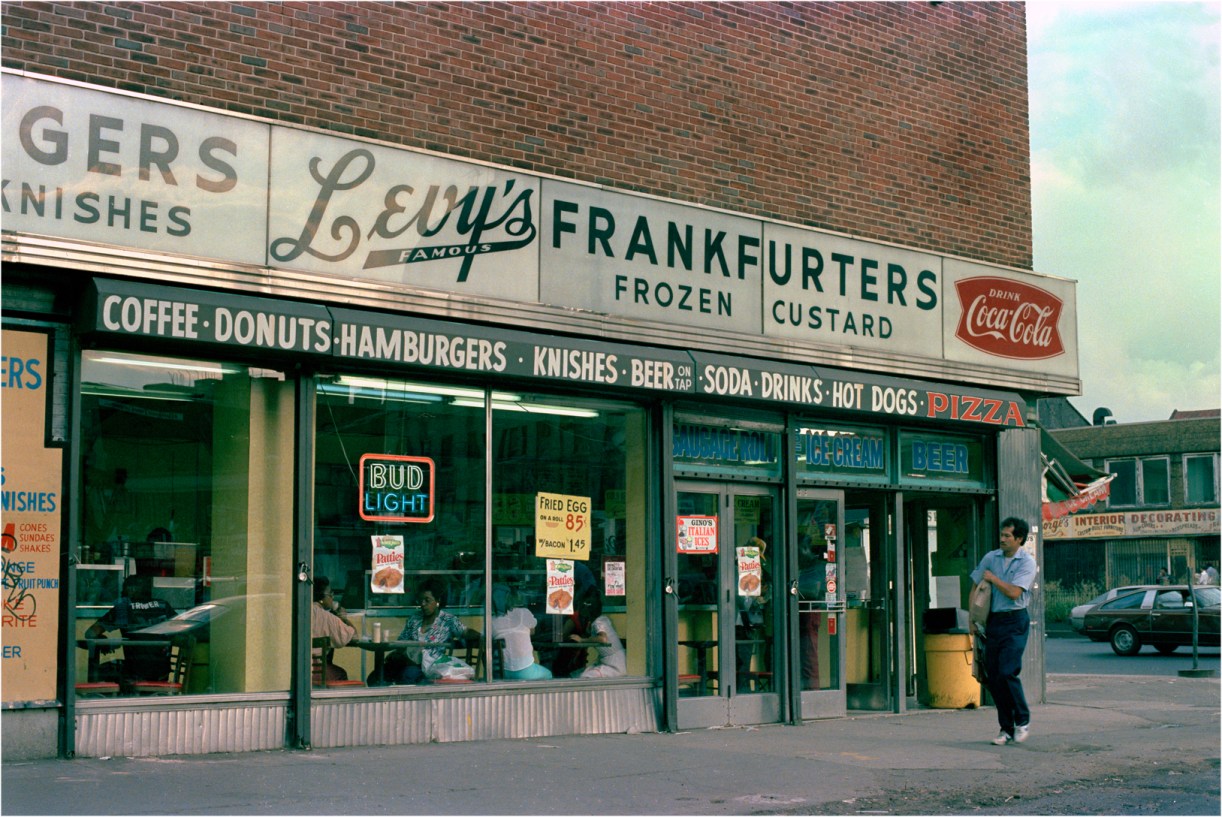 GERS
KNISHES
Levy's
FAMOUS
FRANKFURTERS
FROZEN CUSTARD
DRINK
Coca-Cola
COFFEE · DONUTS · HAMBURGERS · KNISHES · BEER ON TAP · SODA · DRINKS · HOT DOGS · PIZZA
ERS
S
NISHES
CONES
SUNDAES
SHAKES
FRUIT PUNCH
BUD
LIGHT
FRIED EGG
ON A ROLL 85¢
W/BACON $1.45
Patties
Patties
SAUSAGE ROLL
ICE CREAM
BEER
GINO'S
ITALIAN
ICES
Patties
INTERIOR DECORATING